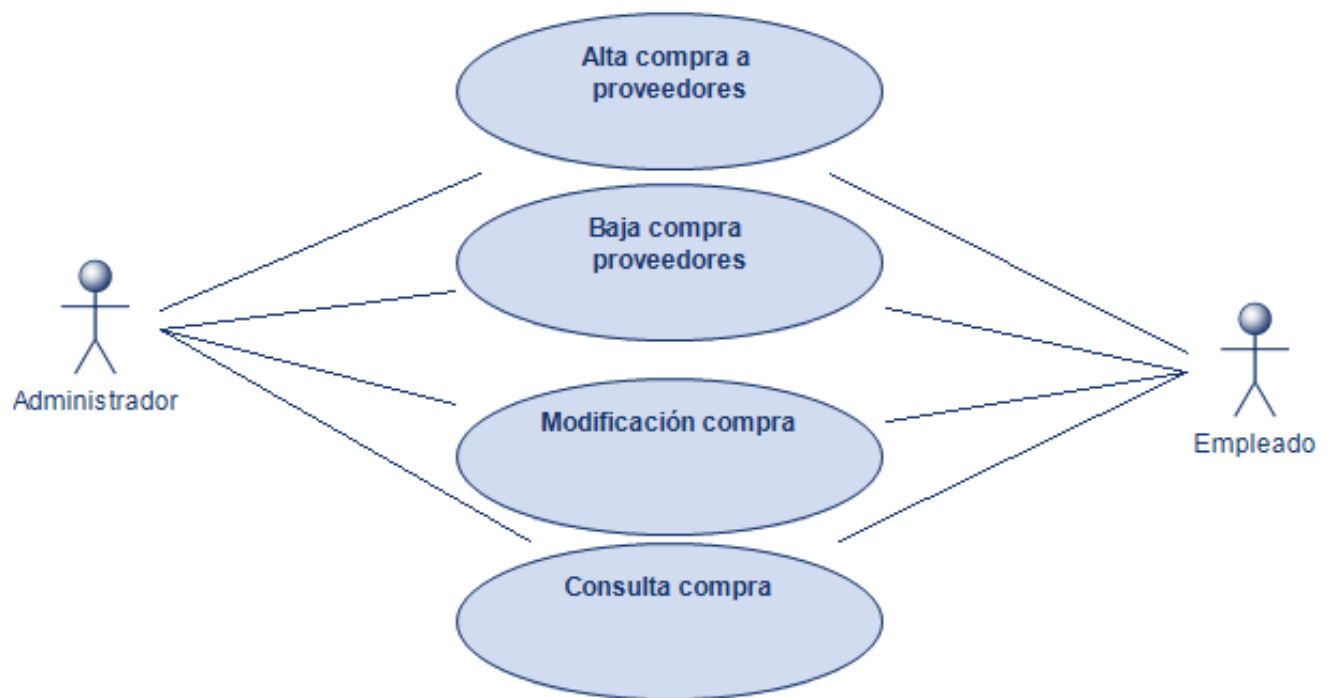 Alta compra a
proveedores
Baja compra
proveedores
Administrador
Modificación compra
Empleado
Consulta compra